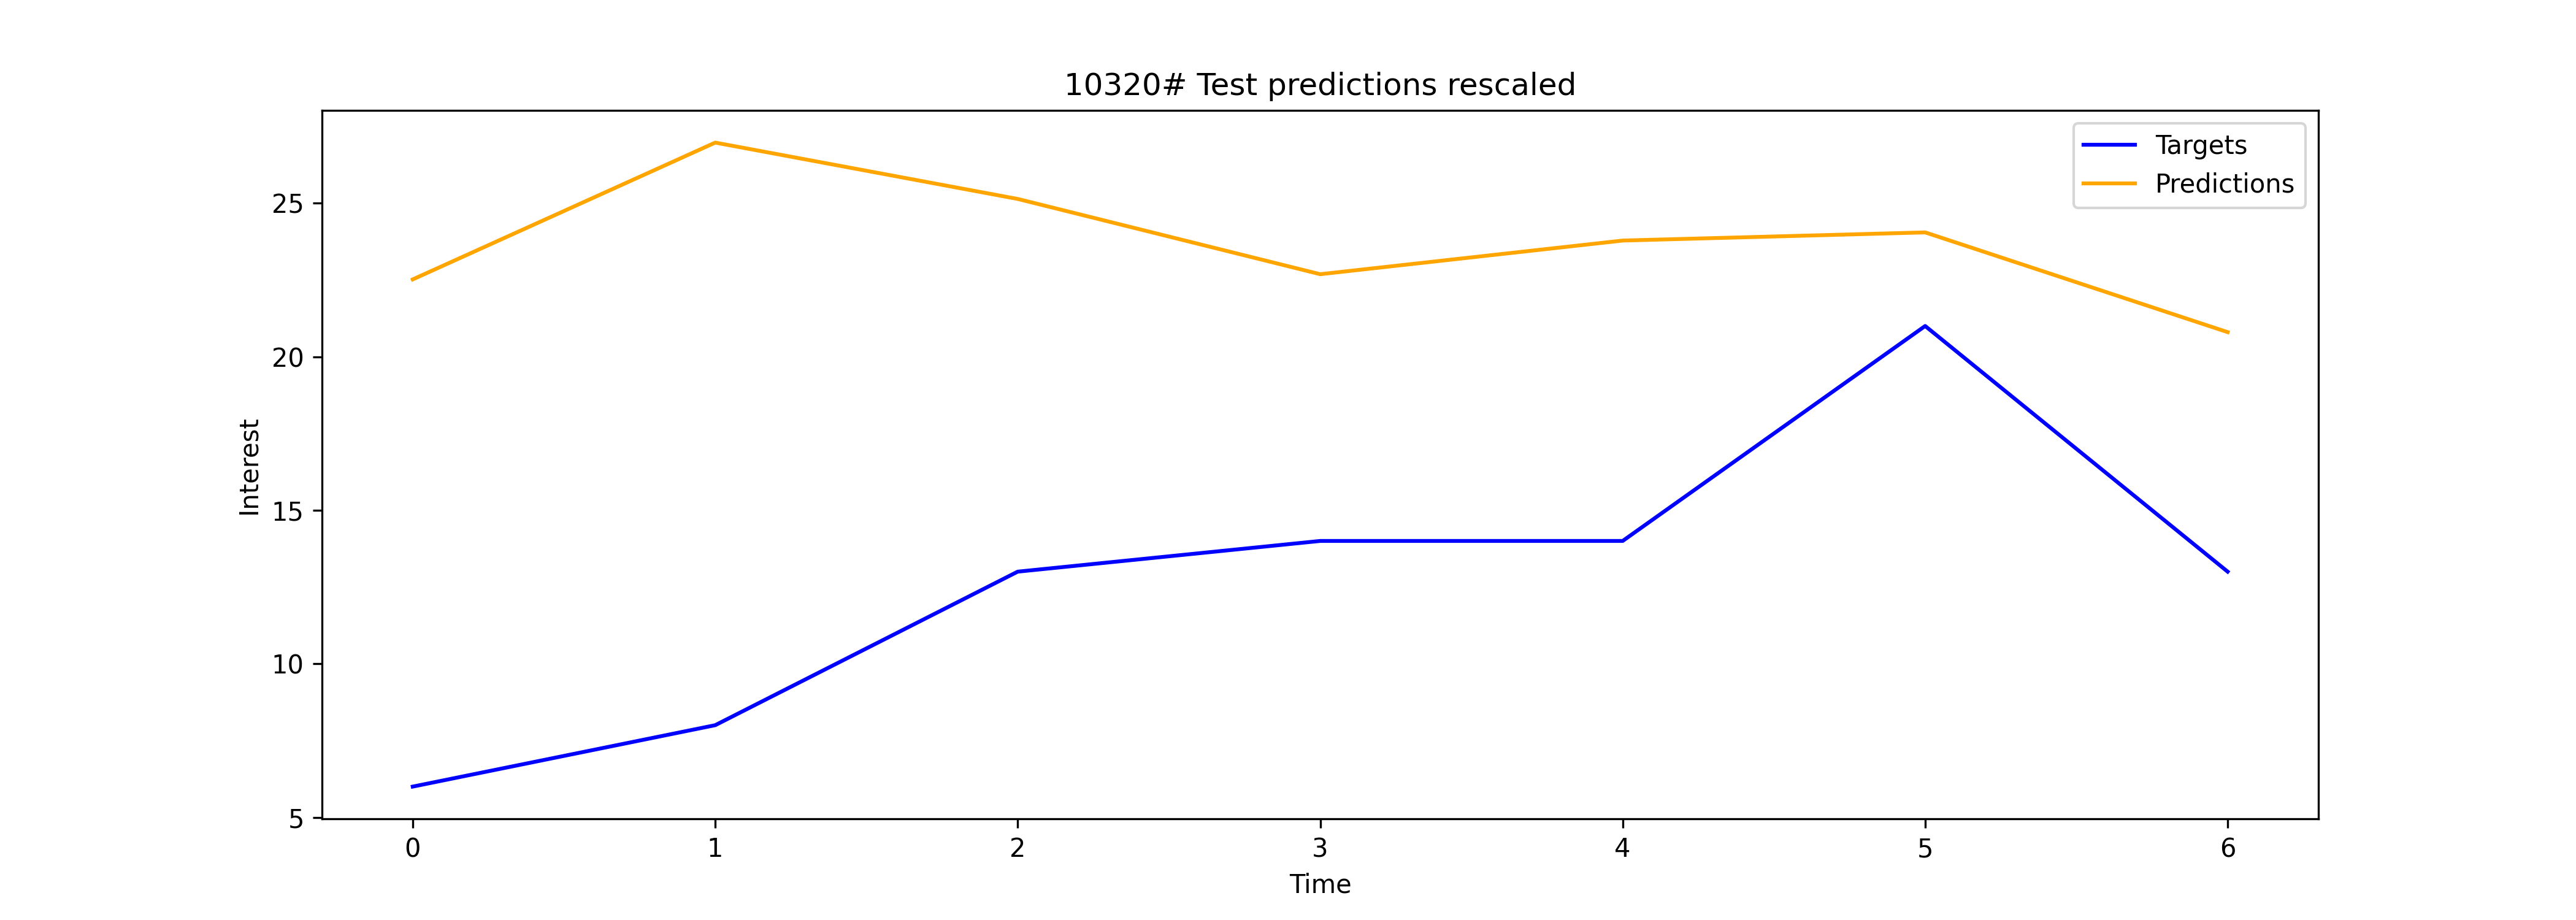 10320# Test predictions rescaled
Targets
Predictions
25
20
15
10
5
Interest
0 1 2 3 4 5 6
Time